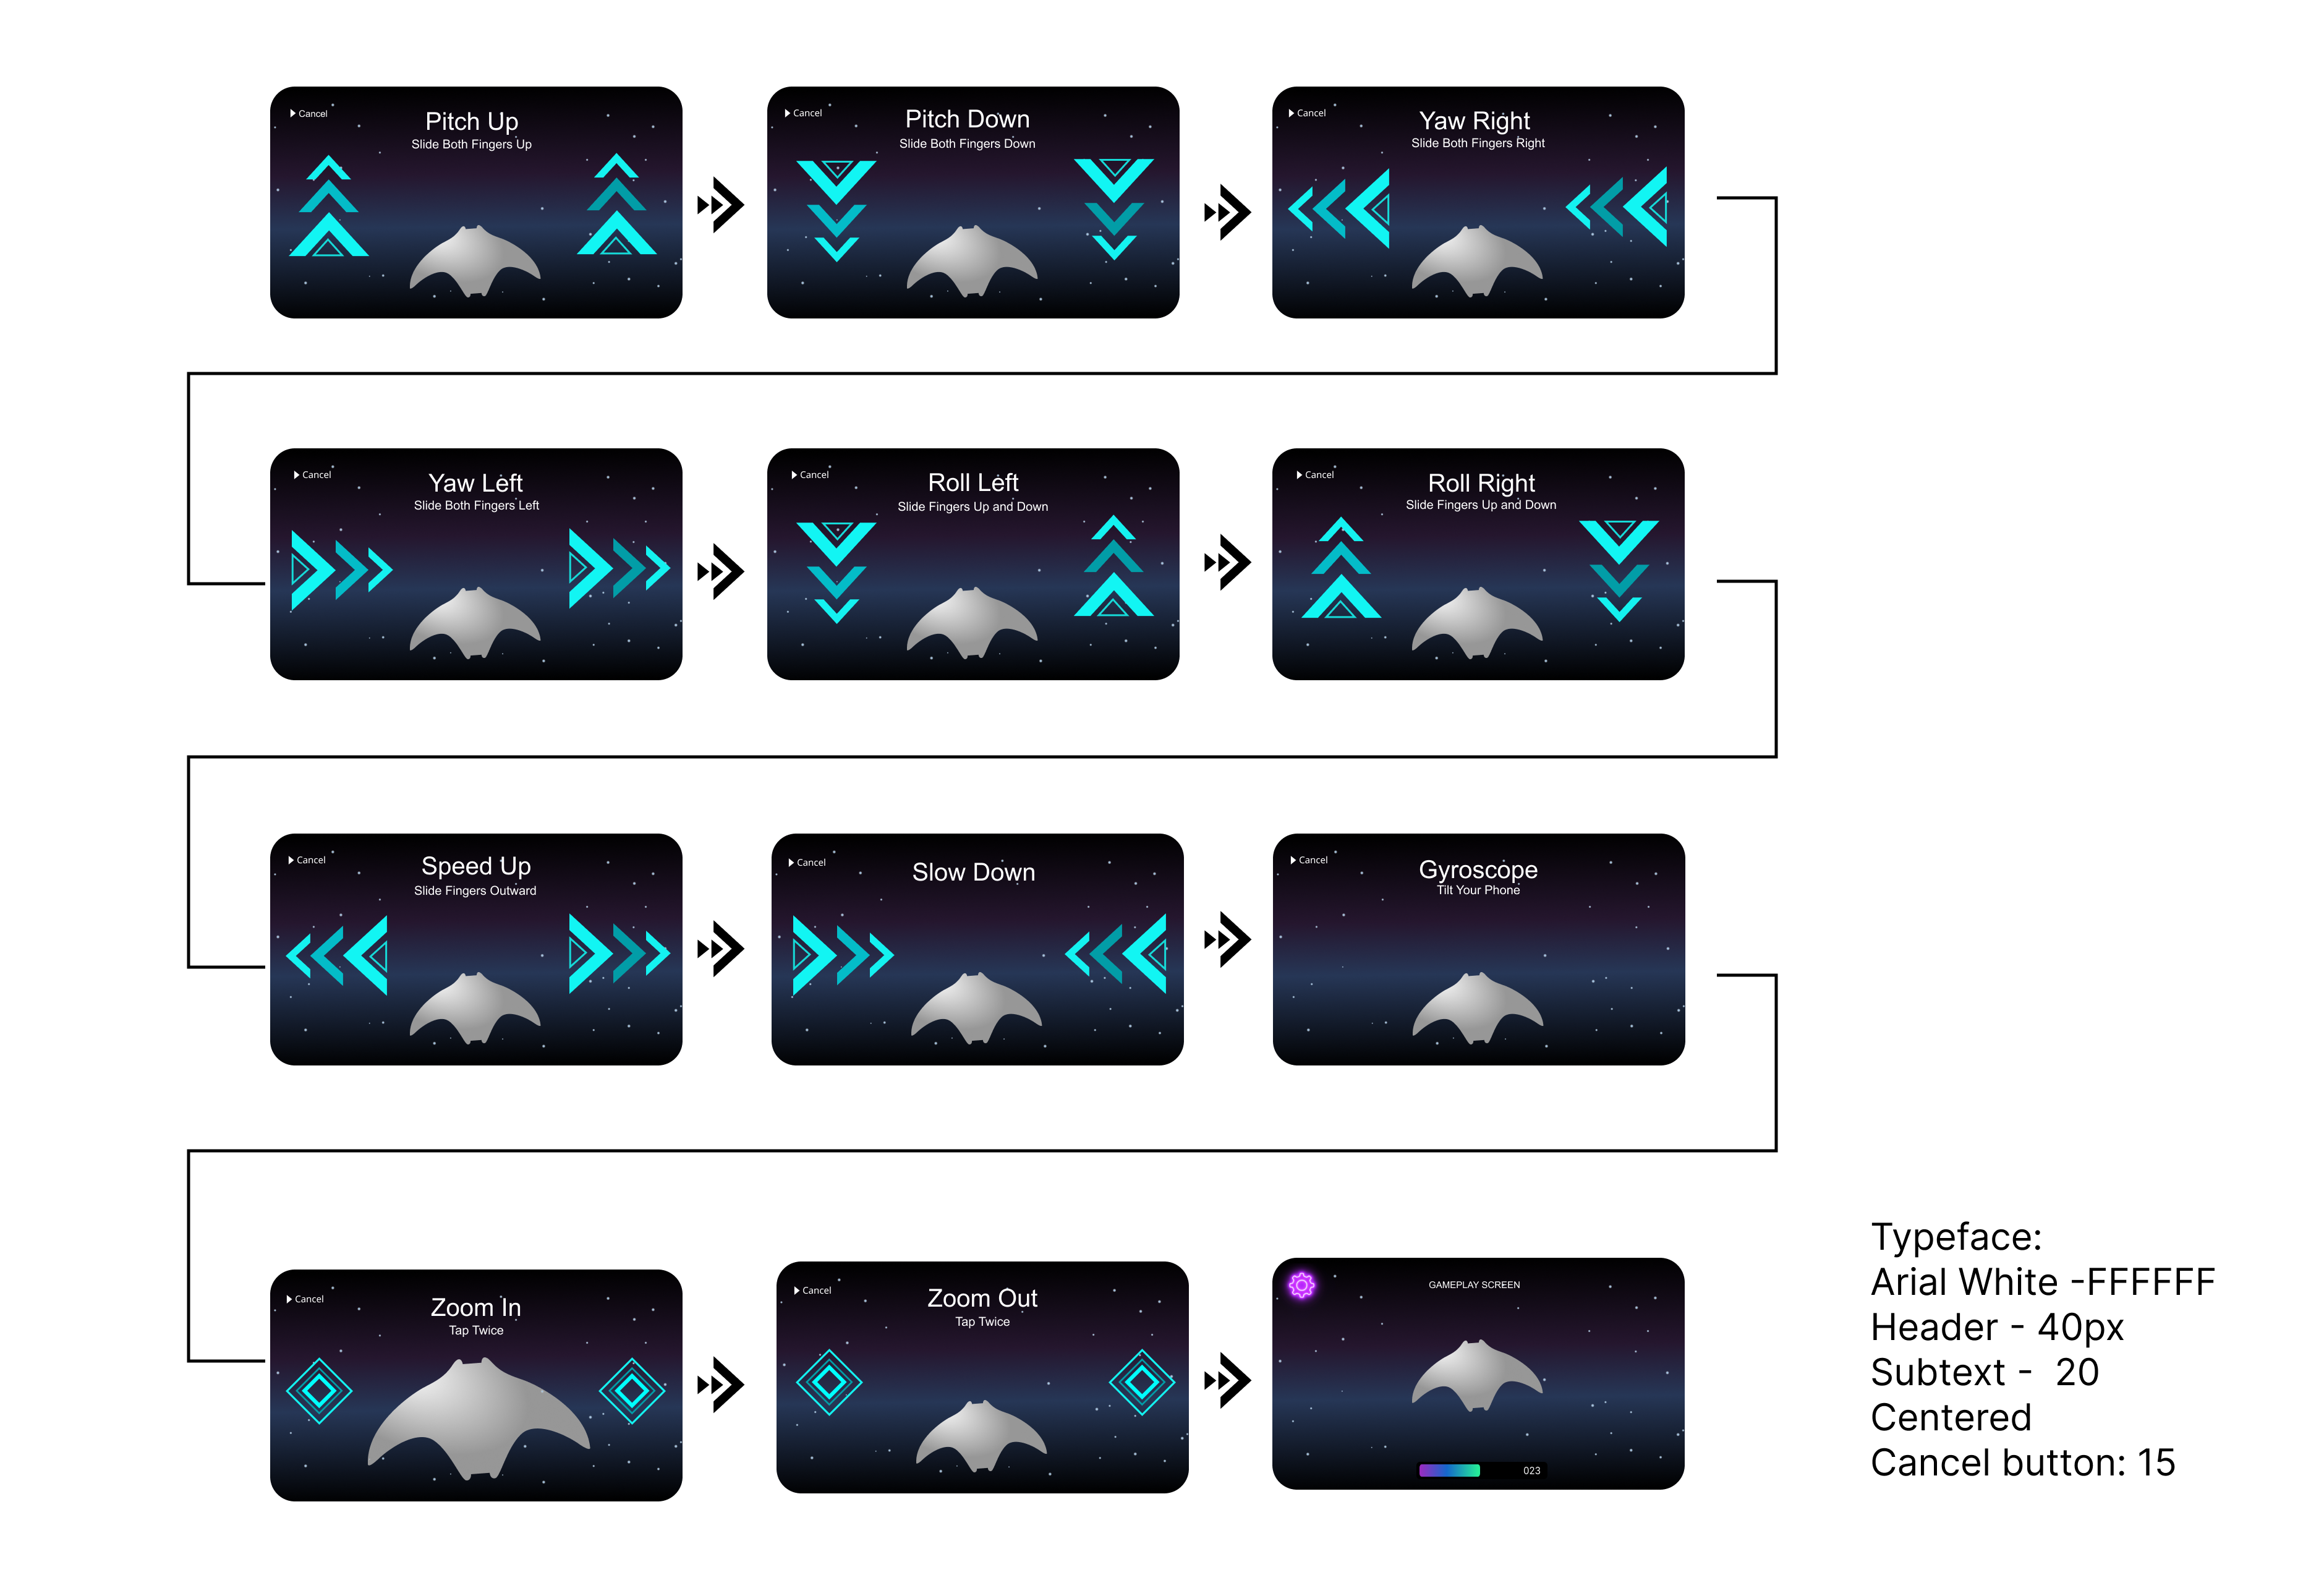 Cancel
Pitch Up
Slide Both Fingers Up
Cancel
Pitch Down
Slide Both Fingers Down
Cancel
Yaw Right
Slide Both Fingers Right
Cancel
Yaw Left
Slide Both Fingers Left
Cancel
Roll Left
Slide Fingers Up and Down
Cancel
Roll Right
Slide Fingers Up and Down
Cancel
Speed Up
Slide Fingers Outward
Cancel
Slow Down
Cancel
Gyroscope
Tilt Your Phone
Cancel
Zoom In
Tap Twice
Cancel
Zoom Out
Tap Twice
GAMEPLAY SCREEN
023
Typeface:
Arial White -FFFFFF
Header - 40px
Subtext -  20
Centered
Cancel button: 15